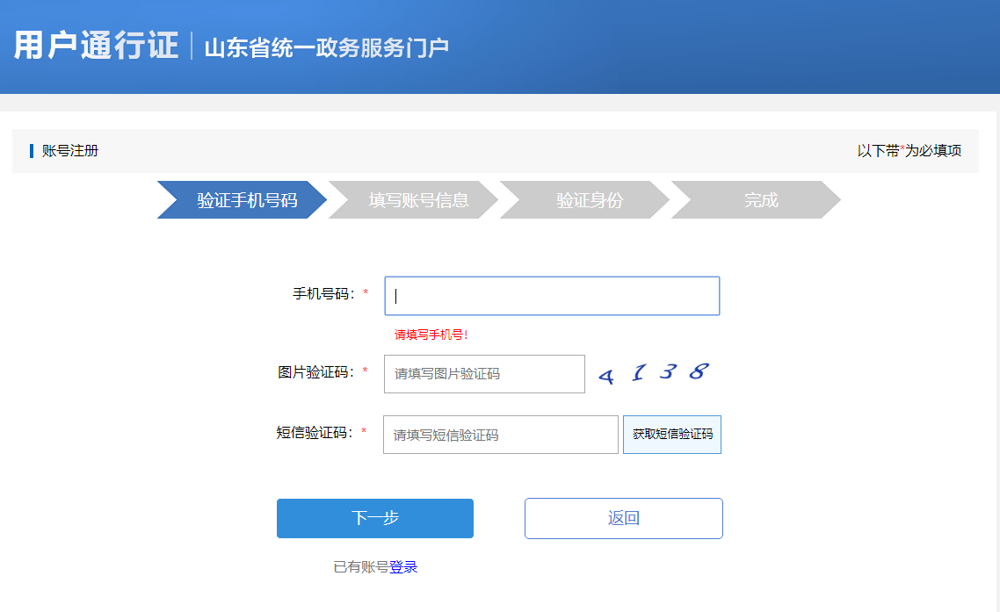 用户通行证 山东省统一政务服务门户
账号注册 以下带*为必填项
验证手机号码 填写账号信息 验证身份 完成
手机号码：*
请填写手机号!
图片验证码：* 请填写图片验证码 4 1 3 8
短信验证码：* 请填写短信验证码 获取短信验证码
下一步 返回
已有账号登录